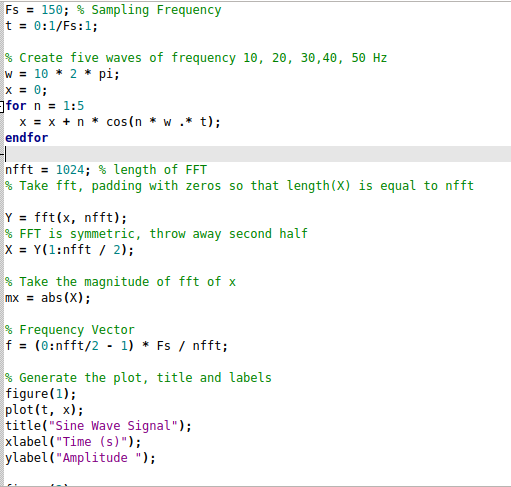 Fs = 150; % Sampling Frequency
t = 0:1/Fs:1;
% Create five waves of frequency 10, 20, 30,40, 50 Hz
w = 10 * 2 * pi;
x = 0;
for n = 1:5
  x = x + n * cos(n * w .* t);
endfor
nfft = 1024; % length of FFT
% Take fft, padding with zeros so that length(X) is equal to nfft
Y = fft(x, nfft);
% FFT is symmetric, throw away second half
X = Y(1:nfft / 2);
% Take the magnitude of fft of x
mx = abs(X);
% Frequency Vector
f = (0:nfft/2 - 1) * Fs / nfft;
% Generate the plot, title and labels
figure(1);
plot(t, x);
title("Sine Wave Signal");
xlabel("Time (s)");
ylabel("Amplitude ");